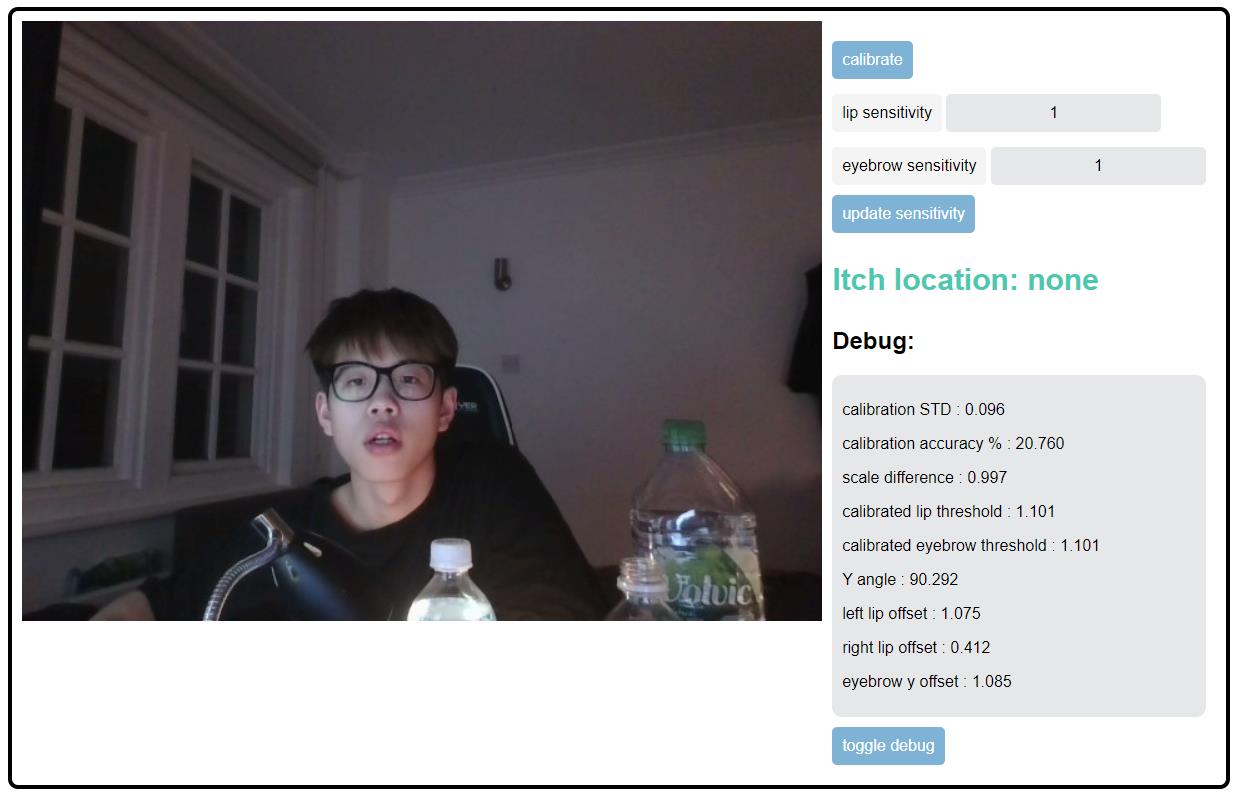 calibrate
lip sensitivity 1
eyebrow sensitivity 1
update sensitivity
Itch location: none
Debug:
calibration STD : 0.096
calibration accuracy % : 20.760
scale difference : 0.997
calibrated lip threshold : 1.101
calibrated eyebrow threshold : 1.101
Y angle : 90.292
left lip offset : 1.075
right lip offset : 0.412
eyebrow y offset : 1.085
toggle debug
Volvic